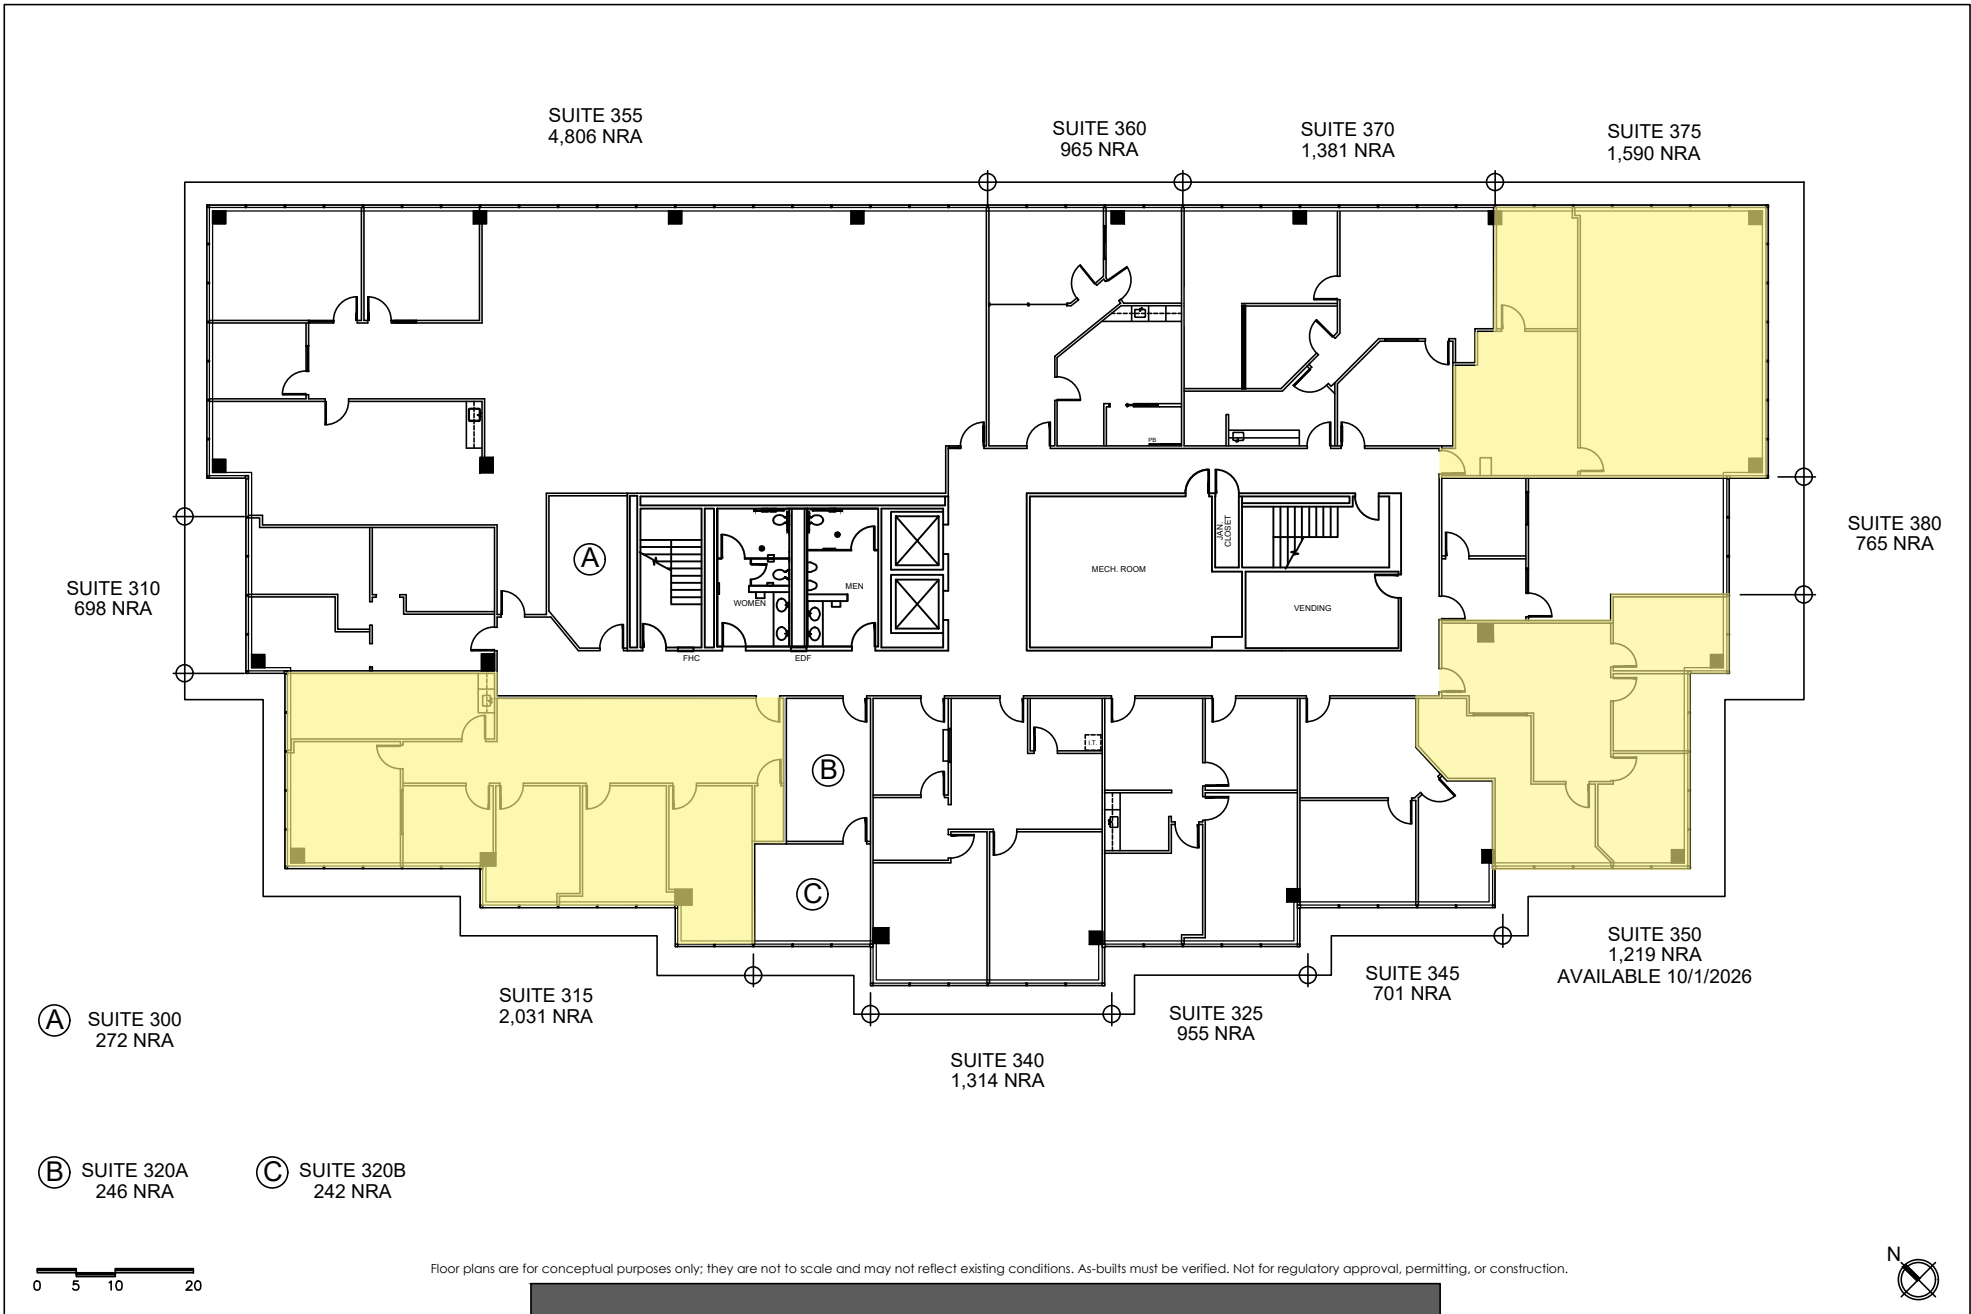 SUITE 355
4,806 NRA
SUITE 360
965 NRA
SUITE 370
1,381 NRA
SUITE 375
1,590 NRA
SUITE 380
765 NRA
SUITE 310
698 NRA
A
PB
JAN.
CLOSET
MECH. ROOM
VENDING
WOMEN
MEN
FHC
EDF
I.T.
B
C
SUITE 350
1,219 NRA
AVAILABLE 10/1/2026
SUITE 345
701 NRA
SUITE 315
2,031 NRA
SUITE 325
955 NRA
SUITE 340
1,314 NRA
A SUITE 300
272 NRA
B SUITE 320A
246 NRA
C SUITE 320B
242 NRA
0 5 10 20
Floor plans are for conceptual purposes only; they are not to scale and may not reflect existing conditions. As-builts must be verified. Not for regulatory approval, permitting, or construction.
N